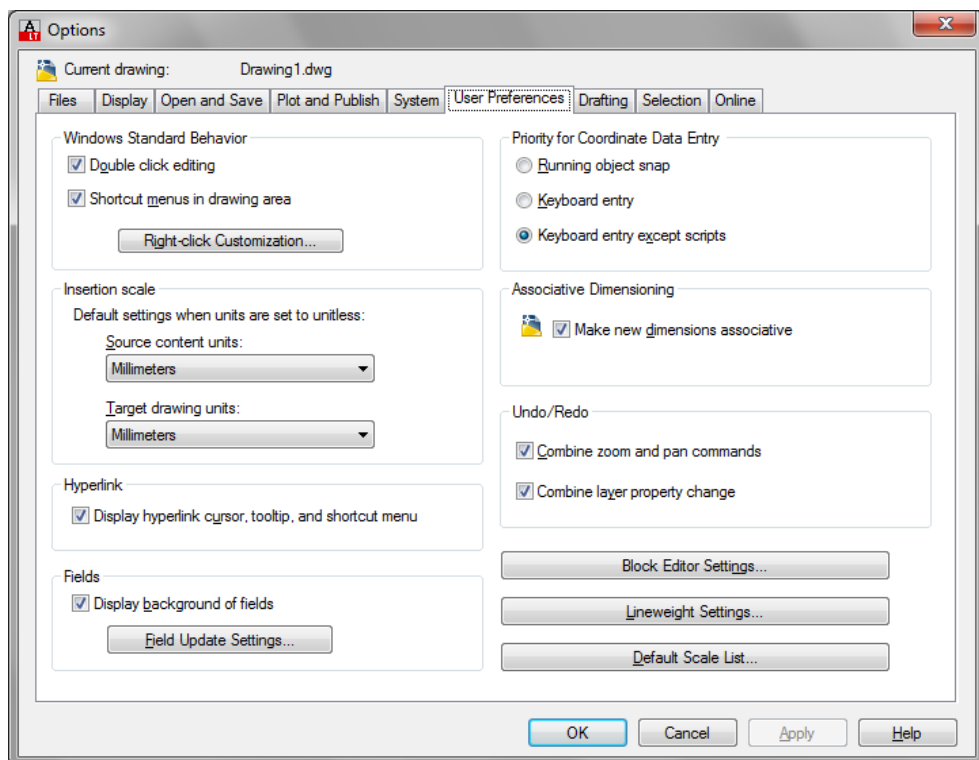 A
LT
Options
Current drawing: Drawing1.dwg
Files Display Open and Save Plot and Publish System User Preferences Drafting Selection Online
Windows Standard Behavior
Double click editing
Shortcut menus in drawing area
Right-click Customization...
Insertion scale
Default settings when units are set to unitless:
Source content units:
Millimeters
Target drawing units:
Millimeters
Hyperlink
Display hyperlink cursor, tooltip, and shortcut menu
Fields
Display background of fields
Field Update Settings...
Priority for Coordinate Data Entry
Running object snap
Keyboard entry
Keyboard entry except scripts
Associative Dimensioning
Make new dimensions associative
Undo/Redo
Combine zoom and pan commands
Combine layer property change
Block Editor Settings...
Lineweight Settings...
Default Scale List...
OK Cancel Apply Help